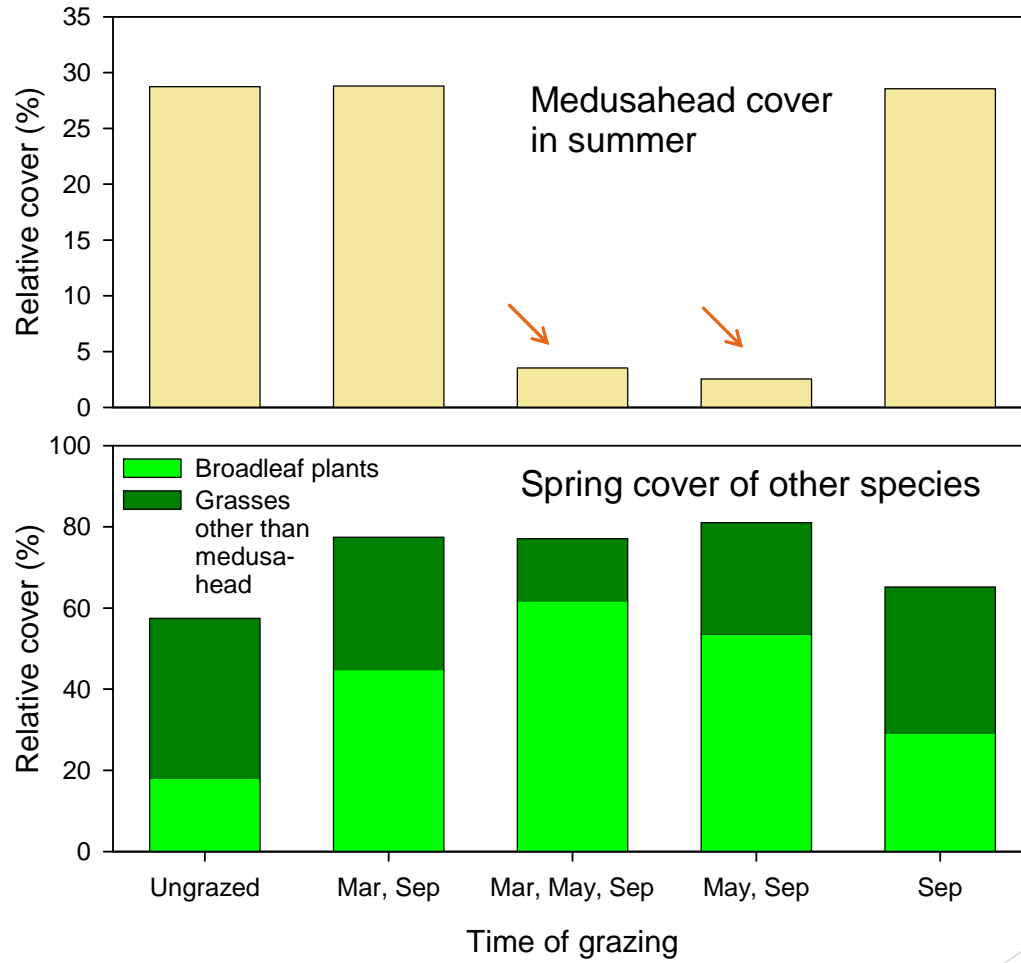 35
30
25
20
15
10
5
0
Relative cover (%)
Medusahead cover
in summer
100
80
60
40
20
0
Relative cover (%)
Broadleaf plants
Grasses
other than
medusa-
head
Spring cover of other species
Ungrazed
Mar, Sep
Mar, May, Sep
May, Sep
Sep
Time of grazing